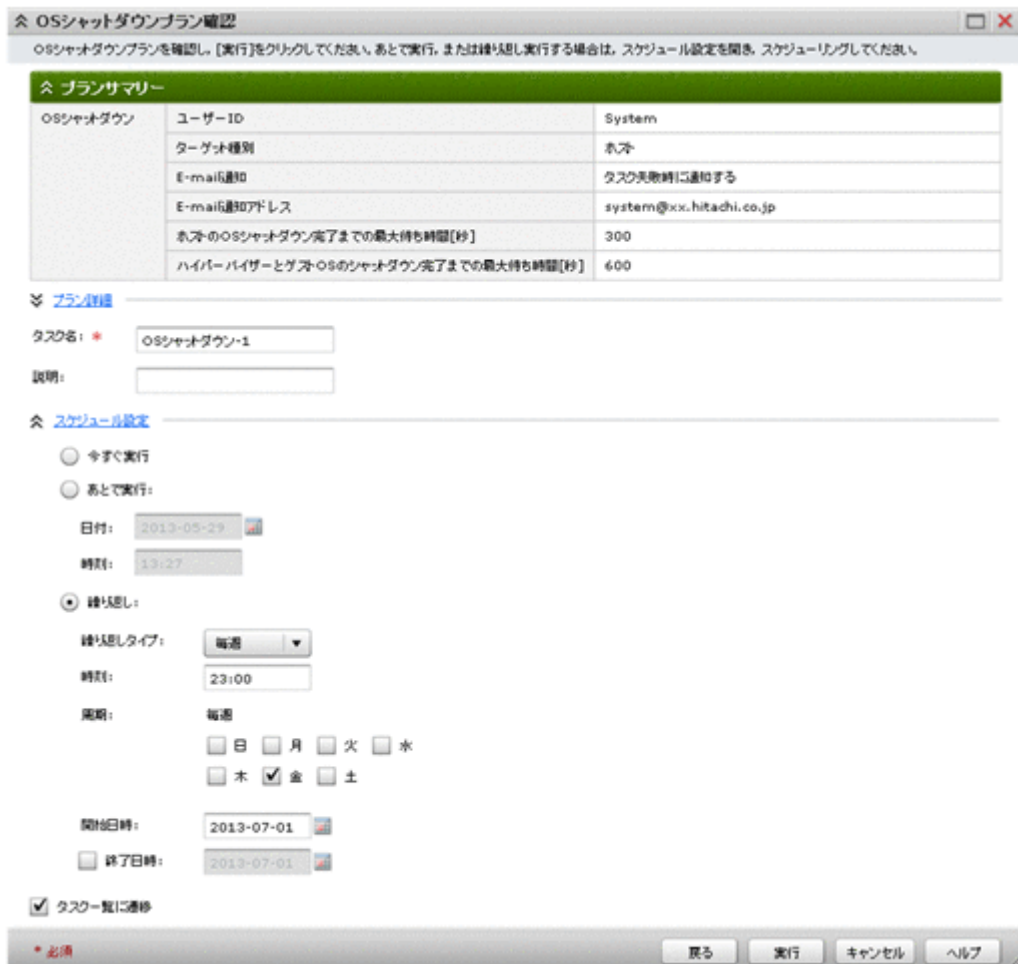 OSシャットダウンプラン確認
OSシャットダウンプランを確認し，[実行]をクリックしてください。あとで実行，または繰り返し実行する場合は，スケジュール設定を開き，スケジューリングしてください。
プランサマリー
OSシャットダウン ユーザーID System
ターゲット種別 ホスト
E-mail通知 タスク失敗時に通知する
E-mail通知アドレス system@xx.hitachi.co.jp
ホストのOSシャットダウン完了までの最大待ち時間[秒] 300
ハイパーバイザーとゲストOSのシャットダウン完了までの最大待ち時間[秒] 600
プラン詳細
タスク名: * OSシャットダウン-1
説明:
スケジュール設定
今すぐ実行
あとで実行:
日付: 2013-05-29
時刻: 13:27
繰り返し:
繰り返しタイプ: 毎週
時刻: 23:00
周期: 毎週
日 月 火 水
木 金 土
開始日時: 2013-07-01
終了日時: 2013-07-01
タスク一覧に遷移
* 必須 戻る 実行 キャンセル ヘルプ